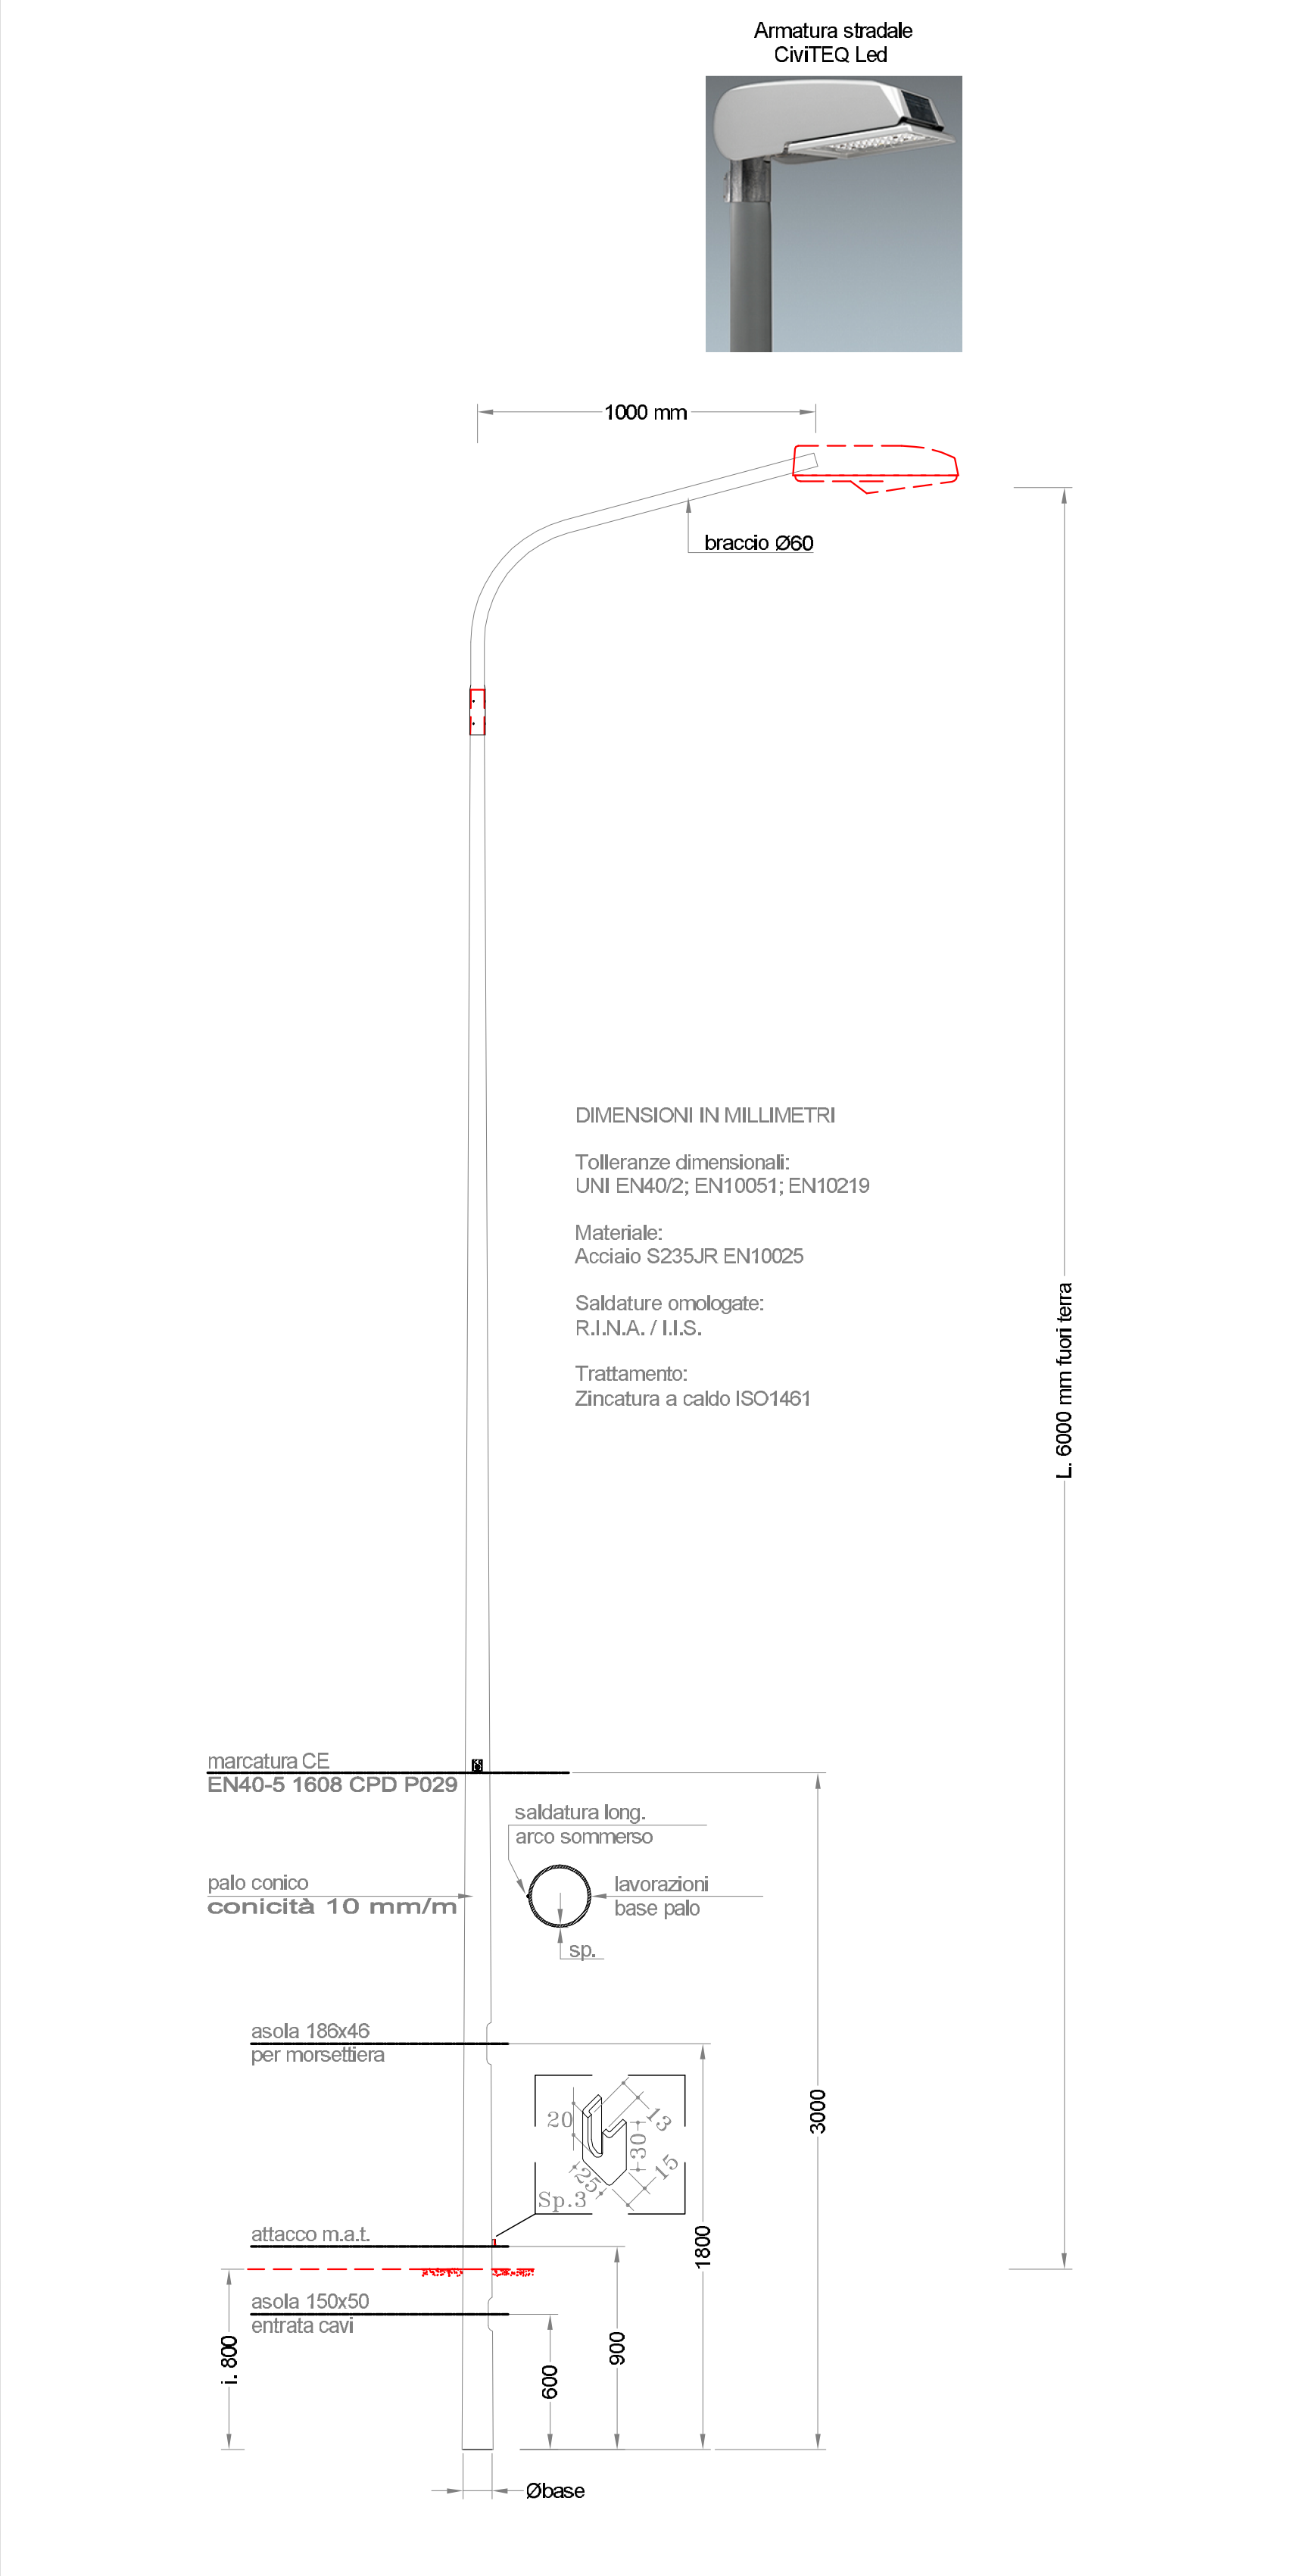 Armatura stradale
CiviTEQ Led
1000 mm
braccio Ø60
DIMENSIONI IN MILLIMETRI
Tolleranze dimensionali:
UNI EN40/2; EN10051; EN10219
Materiale:
Acciaio S235JR EN10025
Saldature omologate:
R.I.N.A. / I.I.S.
Trattamento:
Zincatura a caldo ISO1461
L. 6000 mm fuori terra
marcatura CE
EN40-5 1608 CPD P029
saldatura long.
arco sommerso
palo conico
conicità 10 mm/m
lavorazioni
base palo
sp.
asola 186x46
per morsettiera
3000
20
13
30
15
25
Sp.3
attacco m.a.t.
1800
asola 150x50
entrata cavi
i. 800
900
600
Øbase